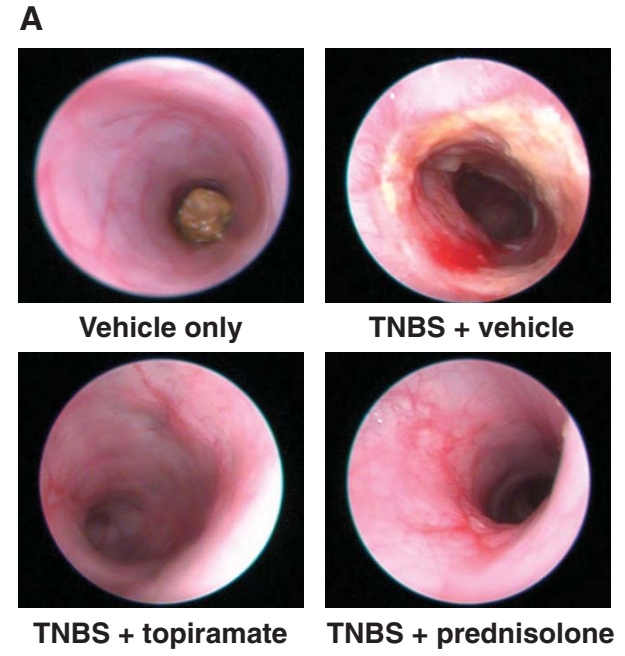 A
Vehicle only
TNBS + vehicle
TNBS + topiramate
TNBS + prednisolone